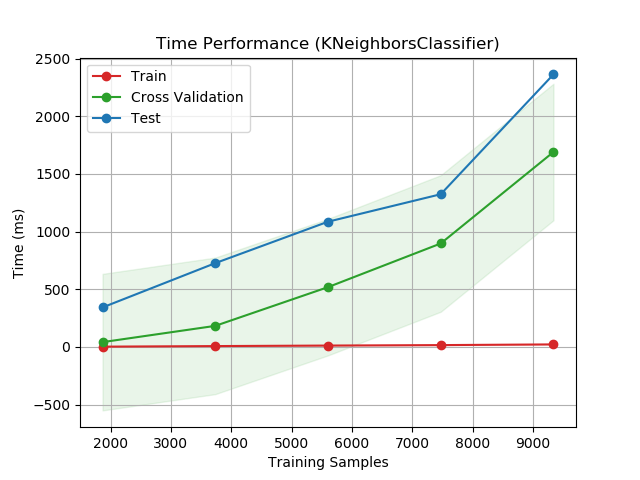 Time Performance (KNeighborsClassifier)
Train
Cross Validation
Test
2500
2000
1500
1000
500
0
−500
Time (ms)
2000 3000 4000 5000 6000 7000 8000 9000
Training Samples